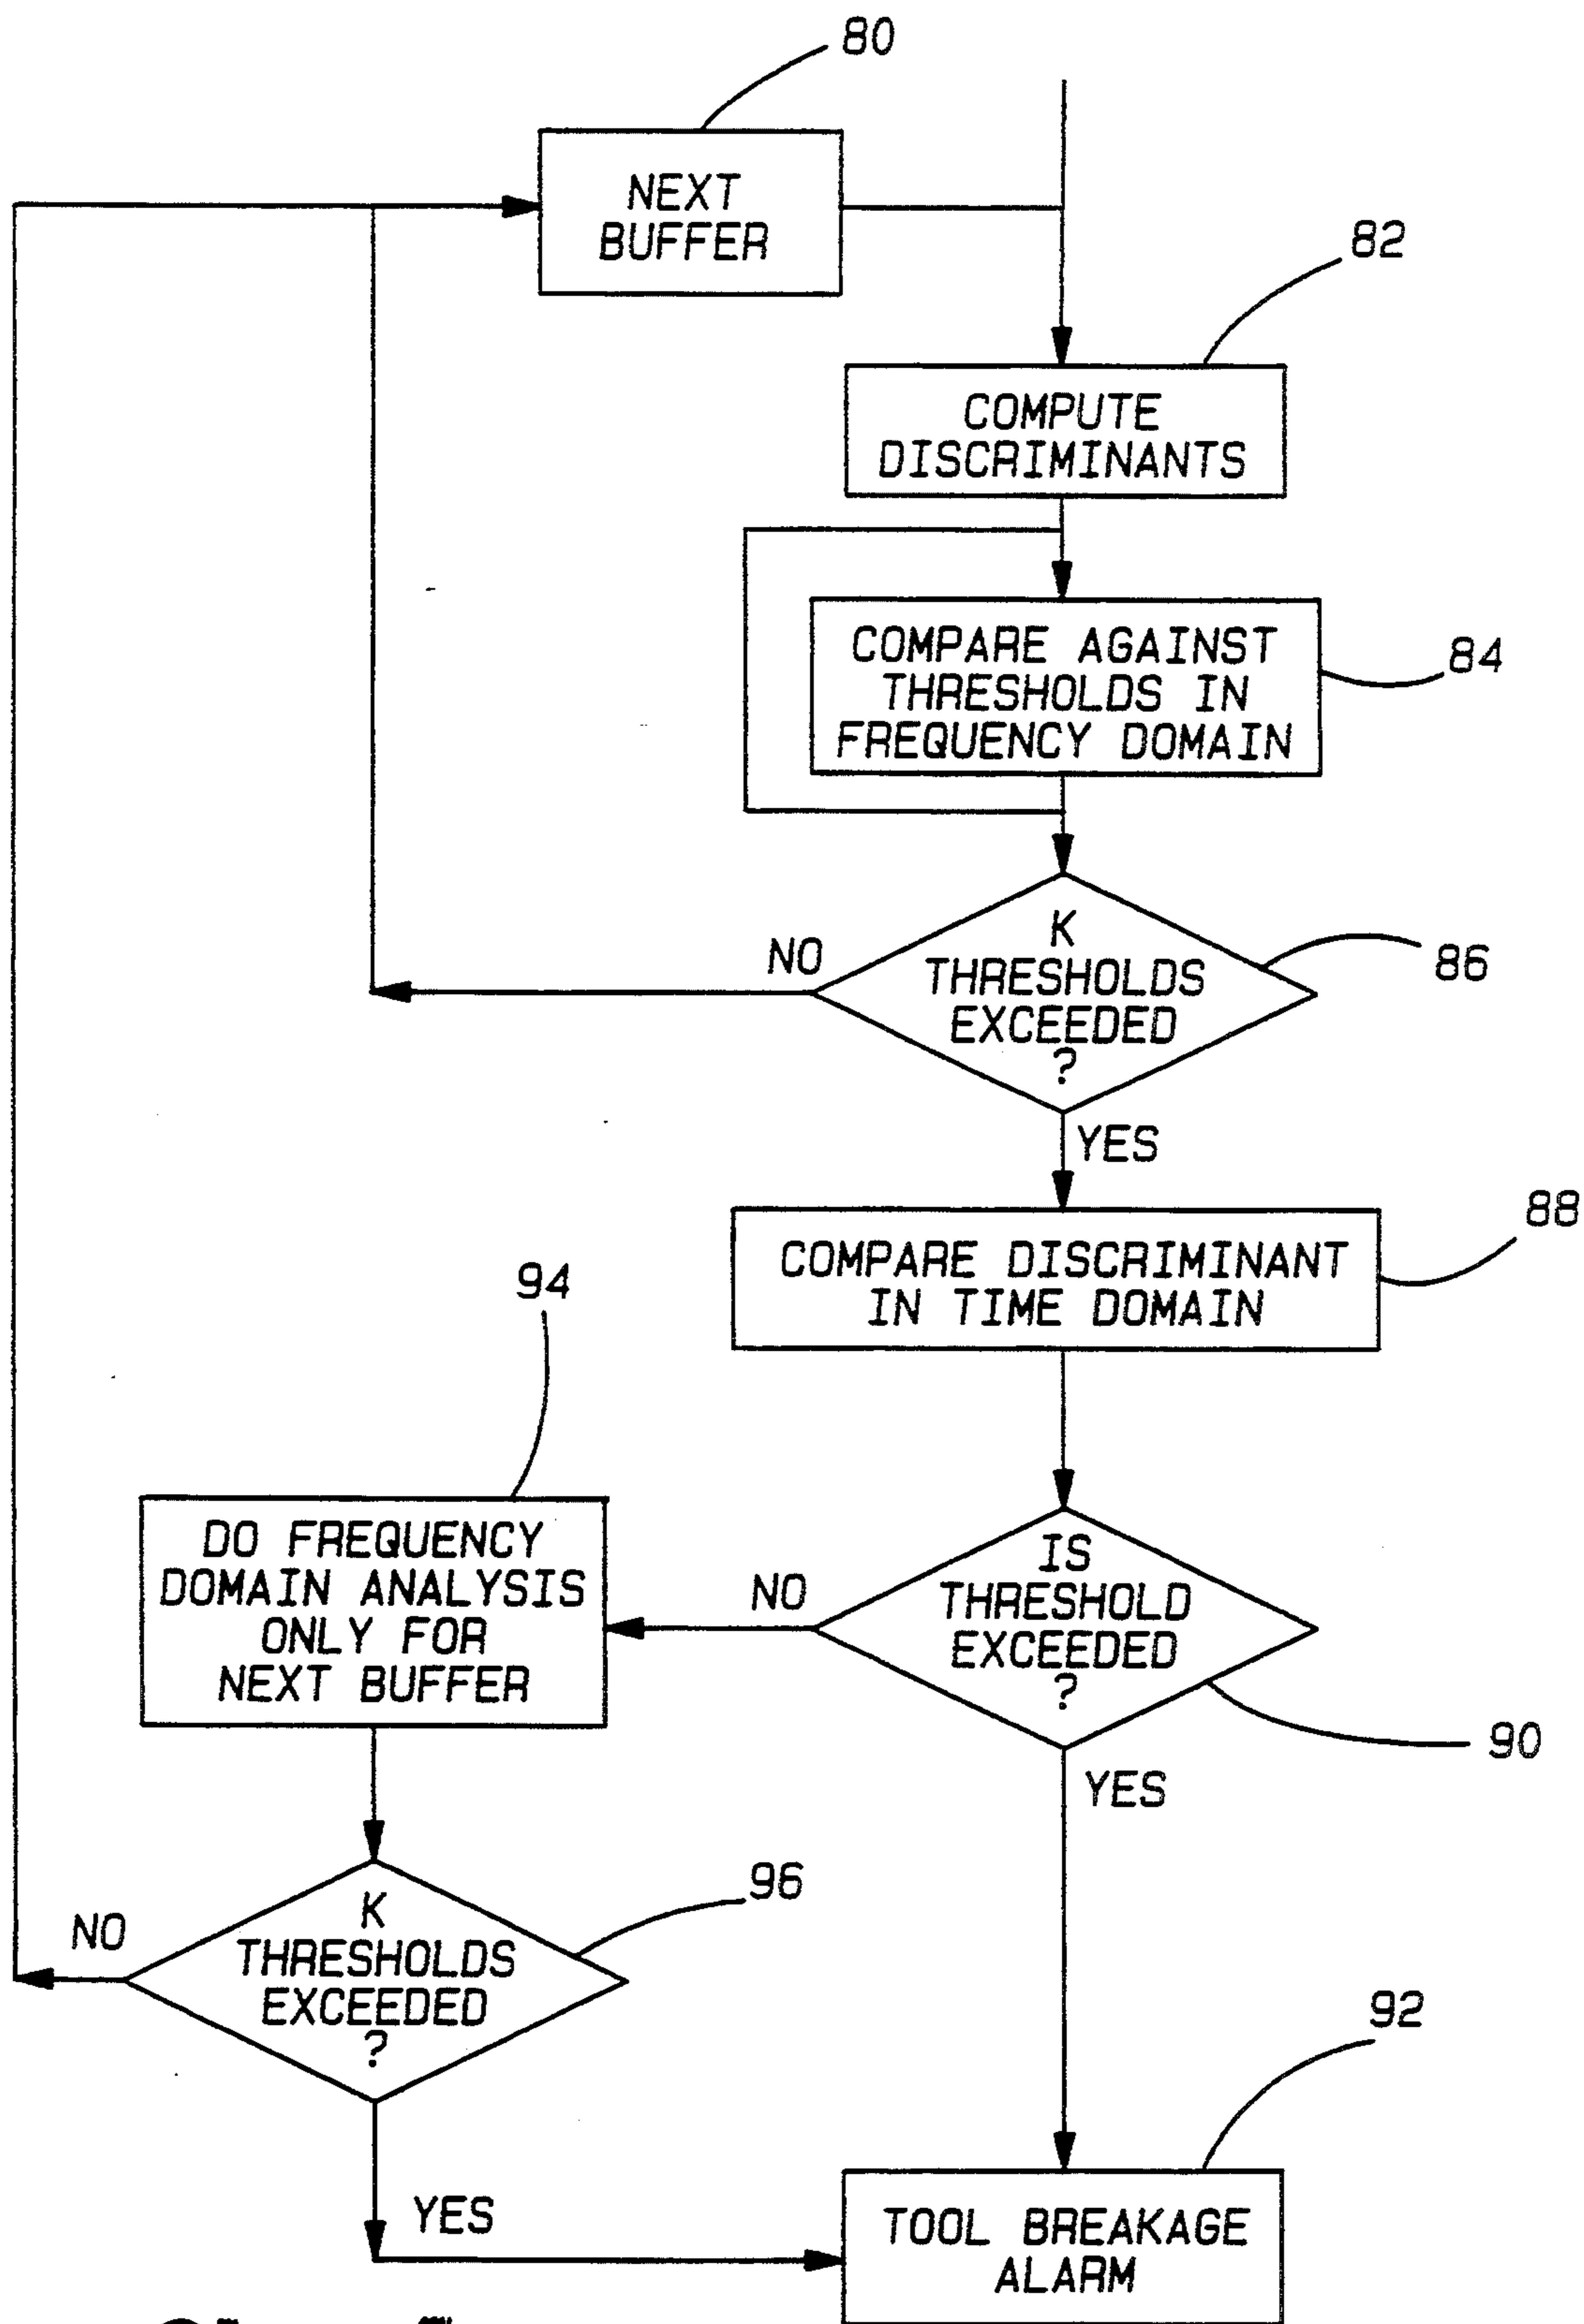 80
NEXT
BUFFER
82
COMPUTE
DISCRIMINANTS
COMPARE AGAINST
THRESHOLDS IN
FREQUENCY DOMAIN
84
K
THRESHOLDS
EXCEEDED
?
NO
86
YES
88
COMPARE DISCRIMINANT
IN TIME DOMAIN
94
DO FREQUENCY
DOMAIN ANALYSIS
ONLY FOR
NEXT BUFFER
NO
IS
THRESHOLD
EXCEEDED
?
90
YES
96
NO
K
THRESHOLDS
EXCEEDED
?
92
YES
TOOL BREAKAGE
ALARM